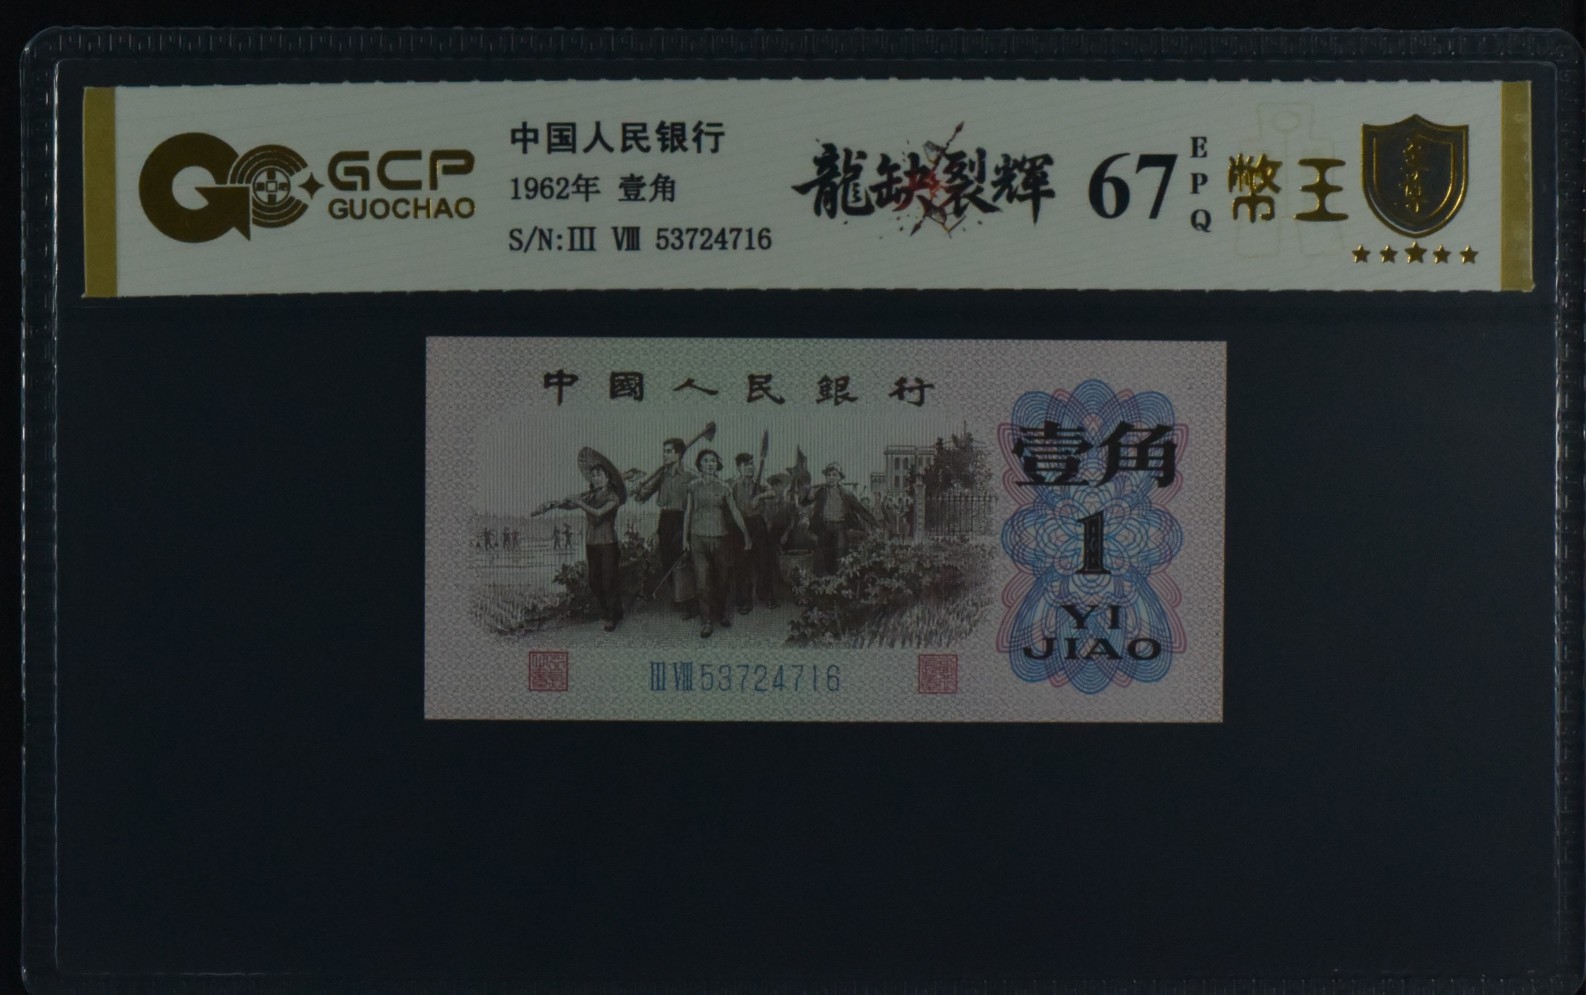 GCP
GUOCHAO
中国人民银行
1962年 壹角
S/N:Ⅲ Ⅷ 53724716
龍缺裂輝
67
EPQ
幣王
中國人民銀行
壹角
1
YI
JIAO
Ⅲ Ⅷ 53724716